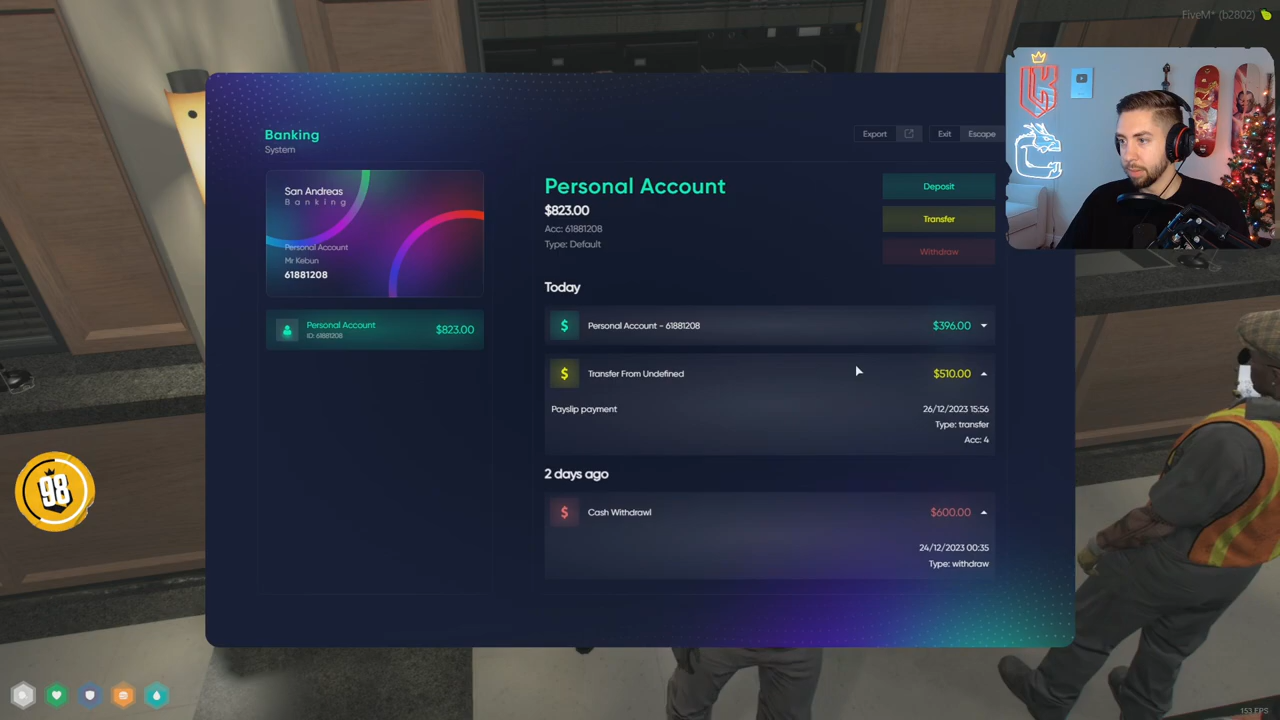 FiveM* (b2802)
Banking
System
Export
Exit
Escape
San Andreas
Banking
Personal Account
Mr Kebun
61881208
Personal Account
ID: 61881208
$823.00
Personal Account
$823.00
Acc: 61881208
Type: Default
Deposit
Transfer
Withdraw
Today
$ Personal Account - 61881208 $396.00
$ Transfer From Undefined $510.00
Payslip payment 26/12/2023 15:56
Type: transfer
Acc: 4
2 days ago
$ Cash Withdrawl $600.00
24/12/2023 00:35
Type: withdraw
98
153 FPS